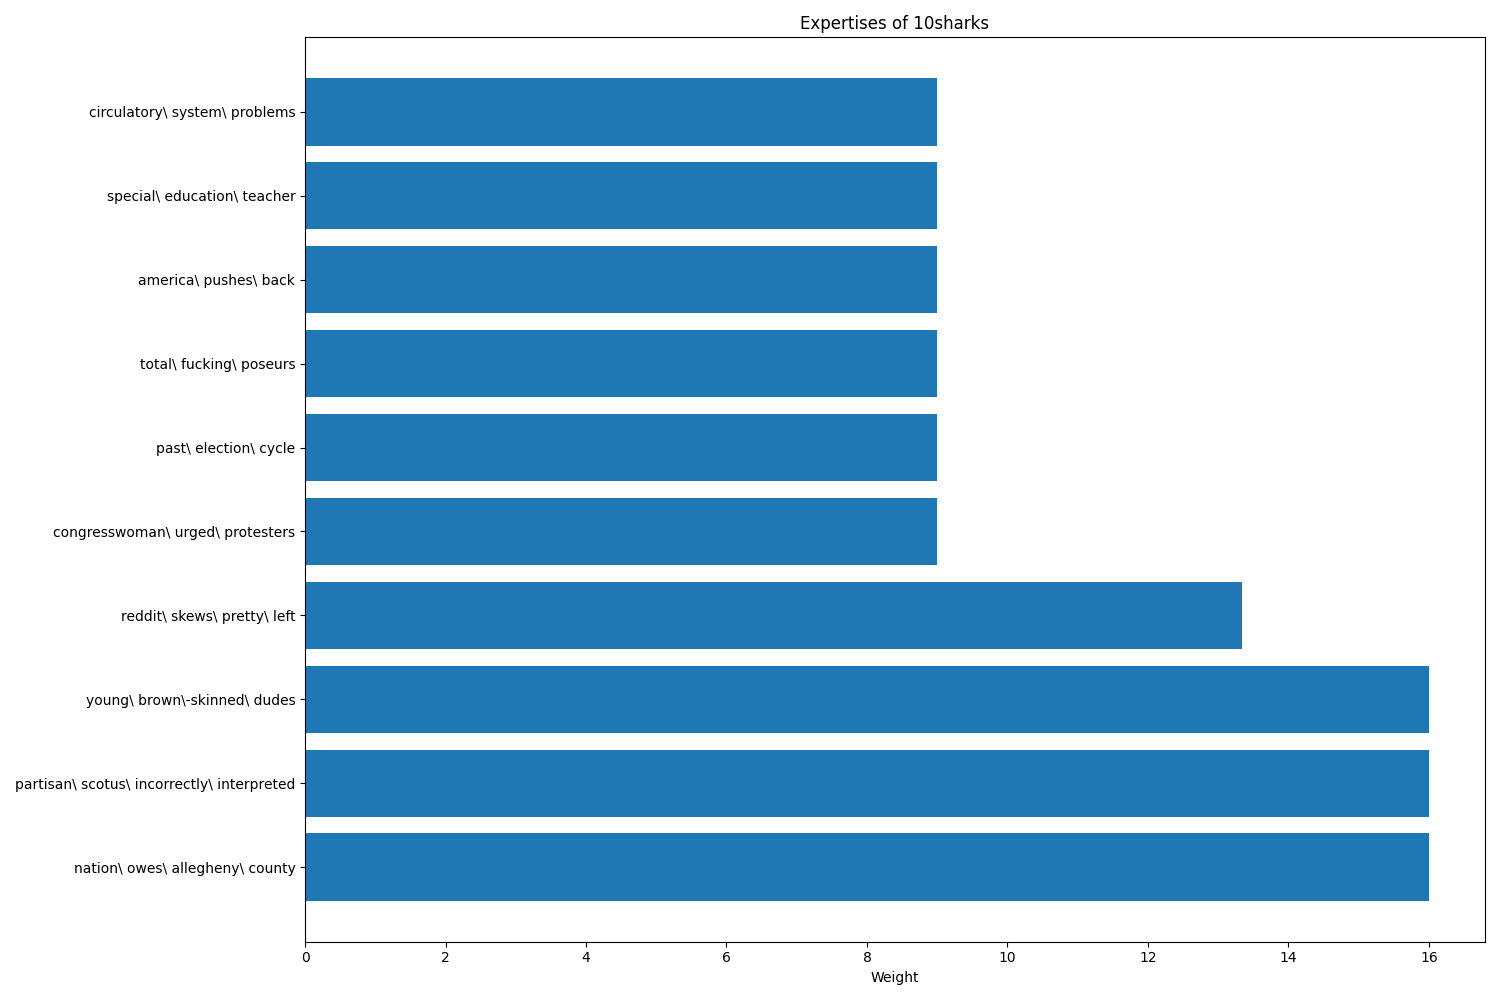 Expertises of 10sharks
circulatory\ system\ problems
special\ education\ teacher
america\ pushes\ back
total\ fucking\ poseurs
past\ election\ cycle
congresswoman\ urged\ protesters
reddit\ skews\ pretty\ left
young\ brown\-skinned\ dudes
partisan\ scotus\ incorrectly\ interpreted
nation\ owes\ allegheny\ county
0 2 4 6 8 10 12 14 16
Weight